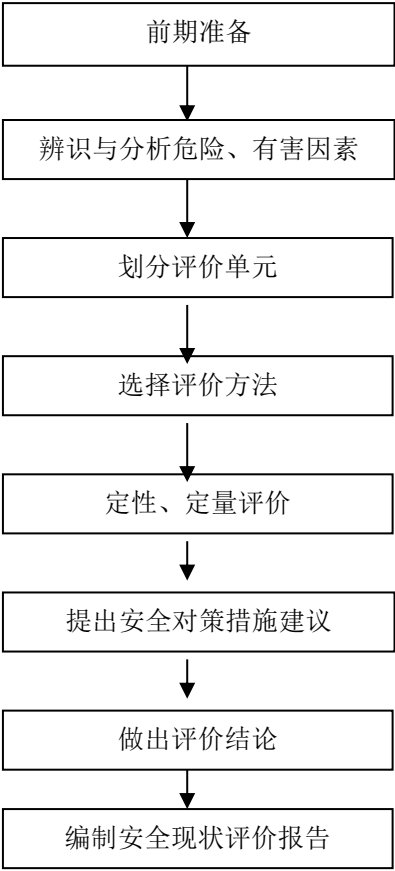 前期准备
辨识与分析危险、有害因素
划分评价单元
选择评价方法
定性、定量评价
提出安全对策措施建议
做出评价结论
编制安全现状评价报告